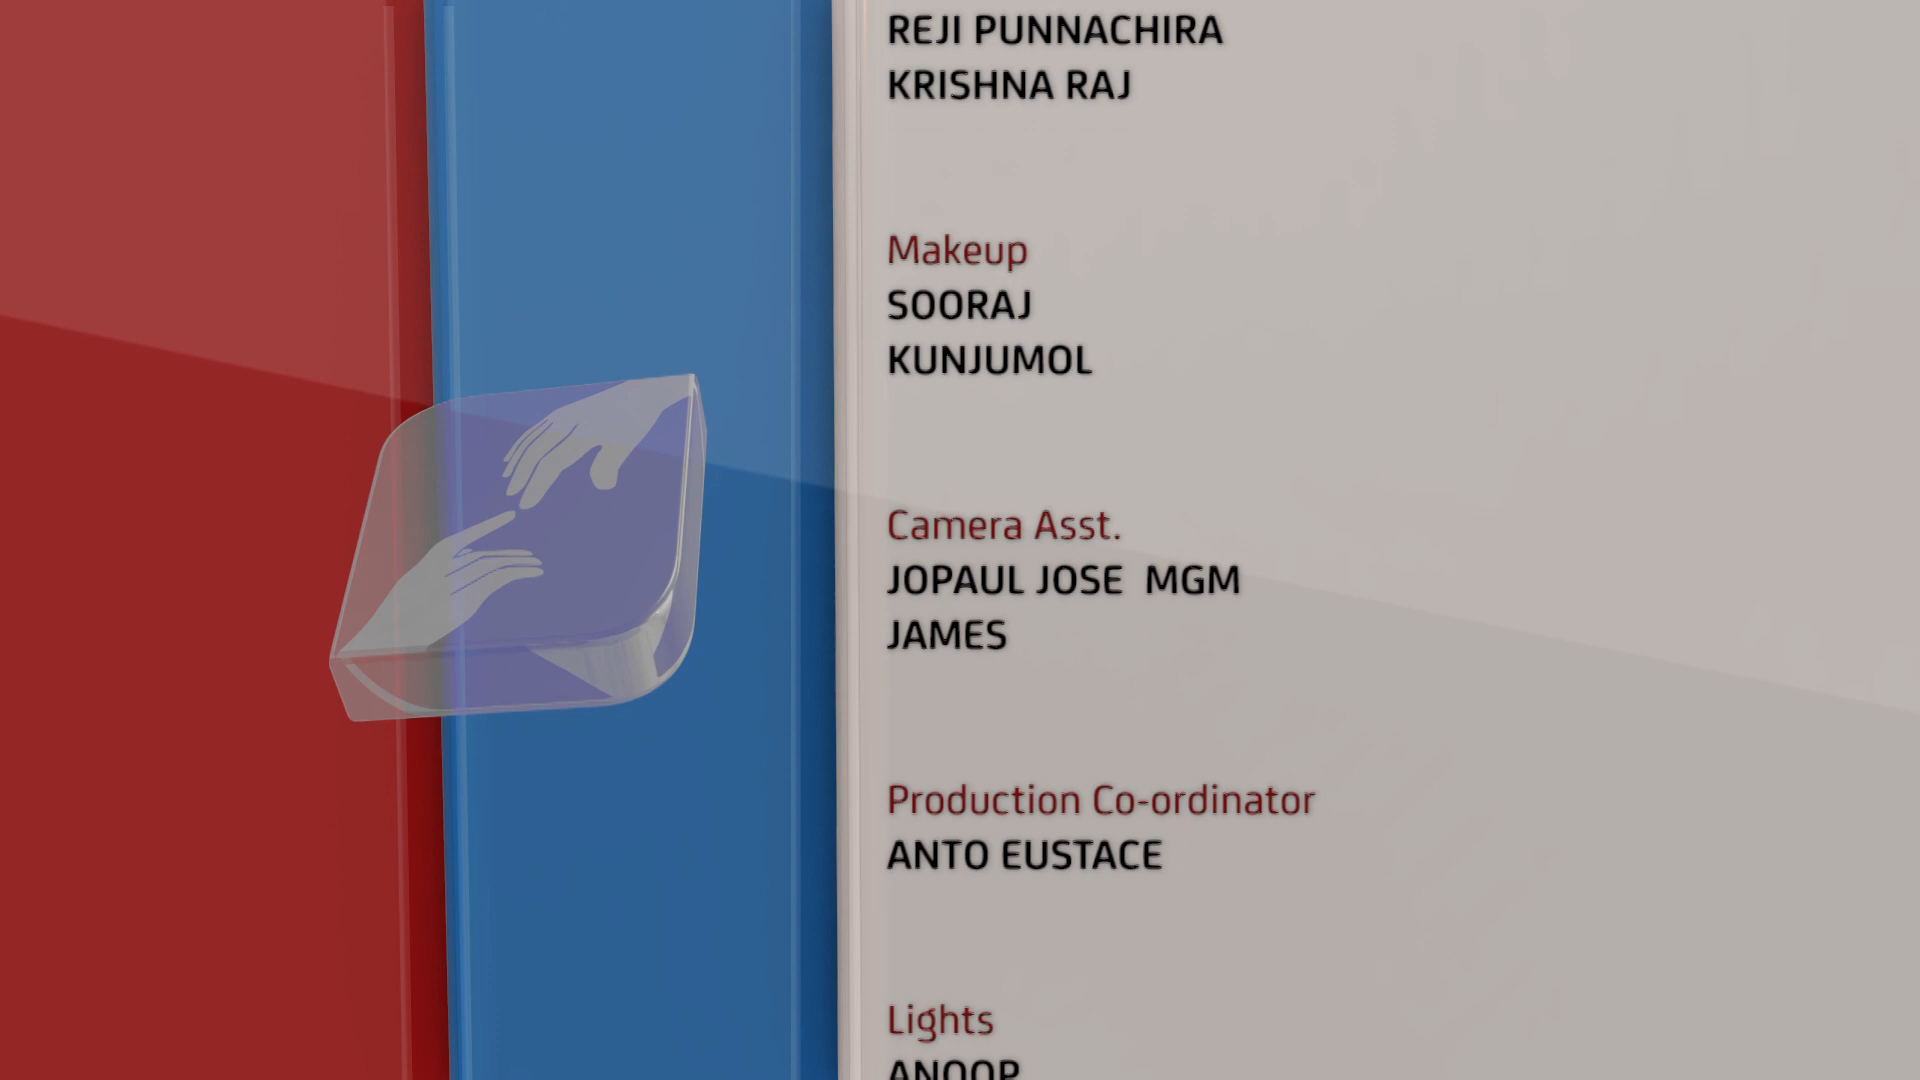 REJI PUNNACHIRA
KRISHNA RAJ
Makeup
SOORAJ
KUNJUMOL
Camera Asst.
JOPAUL JOSE  MGM
JAMES
Production Co-ordinator
ANTO EUSTACE
Lights
ANOOP